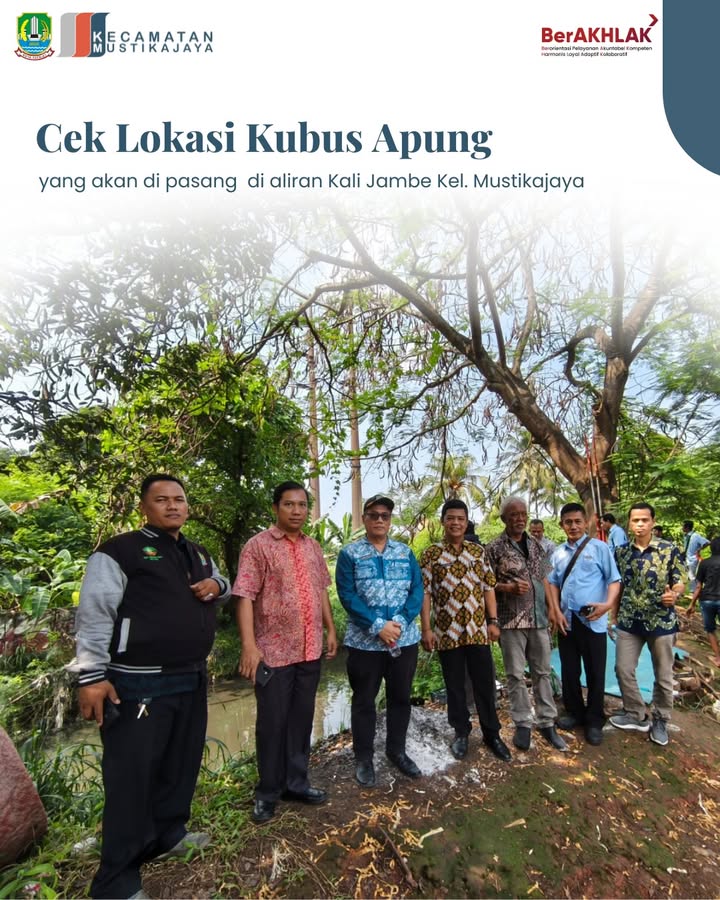 KECAMATAN
MUSTIKAJAYA
BerAKHLAK
Berorientasi Pelayanan Akuntabel Kompeten
Harmonis Loyal Adaptif Kolaboratif
Cek Lokasi Kubus Apung
yang akan di pasang di aliran Kali Jambe Kel. Mustikajaya